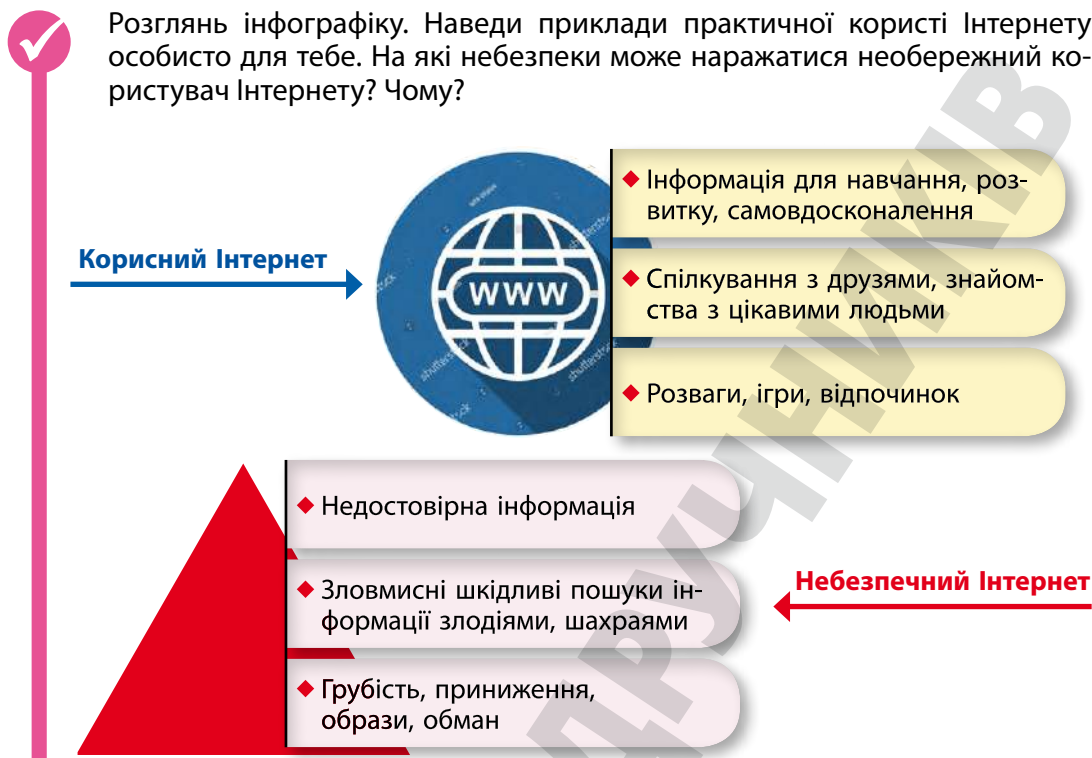 Розглянь інфографіку. Наведи приклади практичної користі Інтернету
особисто для тебе. На які небезпеки може наражатися необережний ко-
ристувач Інтернету? Чому?
Корисний Інтернет
www
shutterstock
shutterstock
◆ Інформація для навчання, роз-
витку, самовдосконалення
◆ Спілкування з друзями, знайом-
ства з цікавими людьми
◆ Розваги, ігри, відпочинок
◆ Недостовірна інформація
◆ Зловмисні шкідливі пошуки ін-
формації злодіями, шахраями
◆ Грубість, приниження,
образи, обман
Небезпечний Інтернет